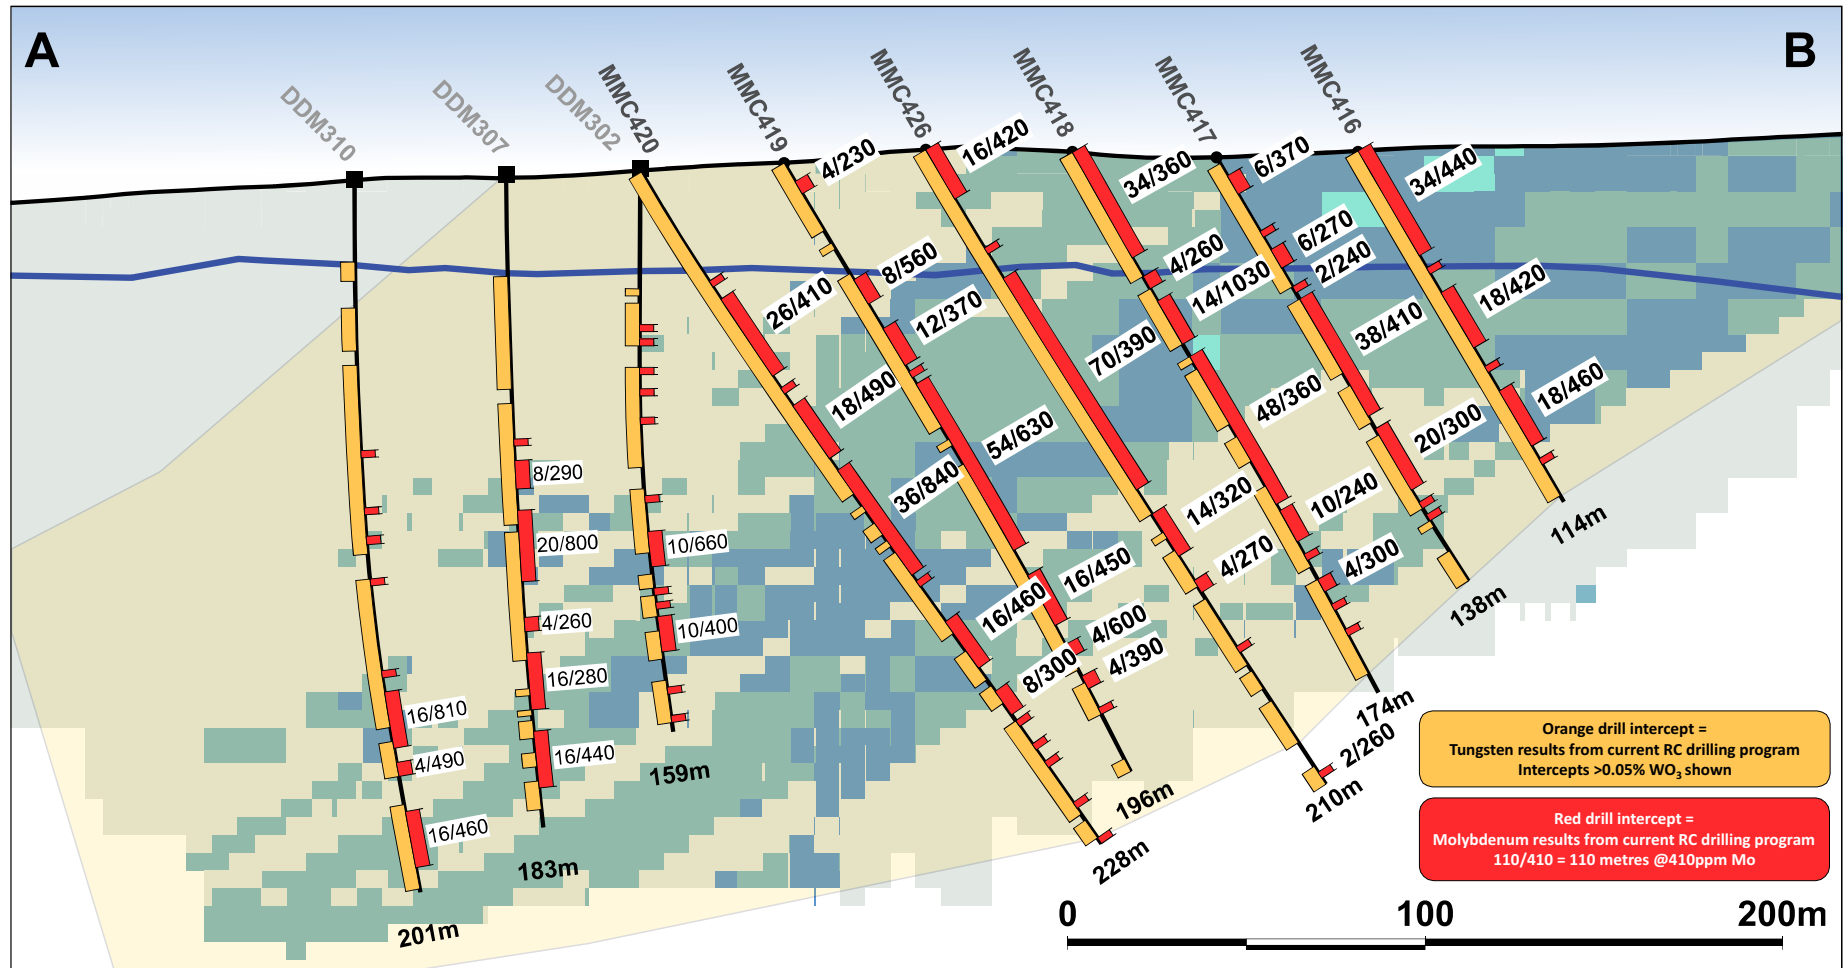 A
B
DDM310
DDM307
DDM302
MMC420
MMC419
MMC426
MMC418
MMC417
MMC416
4/230
16/420
34/360
6/370
34/440
8/560
4/260
6/270
2/240
26/410
12/370
14/1030
18/420
38/410
70/390
18/490
48/360
18/460
54/630
20/300
8/290
36/840
14/320
10/240
114m
20/800
10/660
4/270
4/300
16/450
138m
4/260
10/400
16/460
4/600
4/390
16/280
8/300
174m
16/810
16/440
4/490
2/260
159m
196m
210m
16/460
183m
228m
201m
Orange drill intercept =
Tungsten results from current RC drilling program
Intercepts >0.05% WO₃ shown
Red drill intercept =
Molybdenum results from current RC drilling program
110/410 = 110 metres @410ppm Mo
0
100
200m